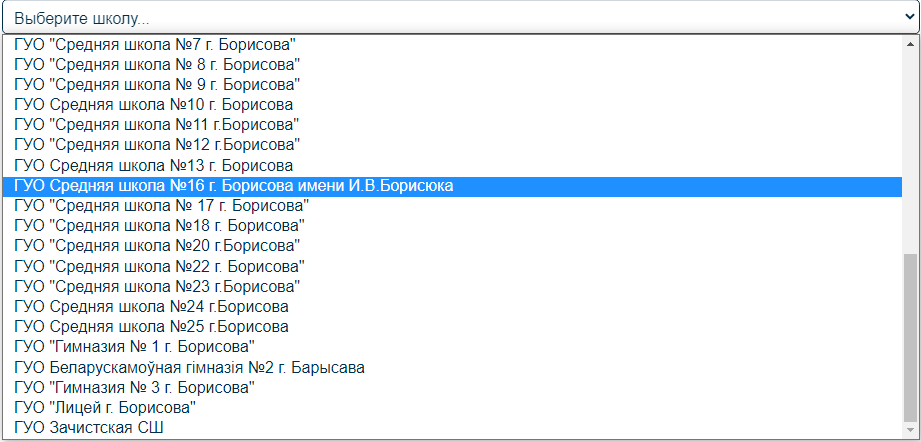 Выберите школу...
ГУО "Средняя школа №7 г. Борисова"
ГУО "Средняя школа № 8 г. Борисова"
ГУО "Средняя школа № 9 г. Борисова"
ГУО Средняя школа №10 г. Борисова
ГУО "Средняя школа №11 г.Борисова"
ГУО "Средняя школа №12 г.Борисова"
ГУО Средняя школа №13 г. Борисова
ГУО Средняя школа №16 г. Борисова имени И.В.Борисюка
ГУО "Средняя школа № 17 г. Борисова"
ГУО "Средняя школа №18 г. Борисова"
ГУО "Средняя школа №20 г.Борисова"
ГУО "Средняя школа №22 г. Борисова"
ГУО "Средняя школа №23 г.Борисова"
ГУО Средняя школа №24 г.Борисова
ГУО Средняя школа №25 г.Борисова
ГУО "Гимназия № 1 г. Борисова"
ГУО Беларускамоўная гімназія №2 г. Барысава
ГУО "Гимназия № 3 г. Борисова"
ГУО "Лицей г. Борисова"
ГУО Зачистская СШ